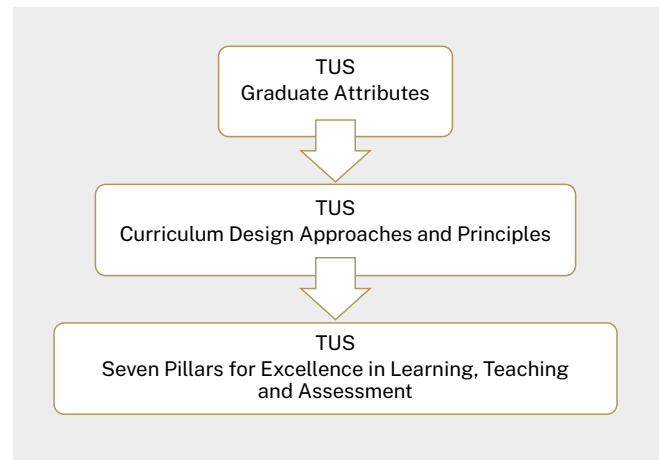 TUS
Graduate Attributes
TUS
Curriculum Design Approaches and Principles
TUS
Seven Pillars for Excellence in Learning, Teaching
and Assessment